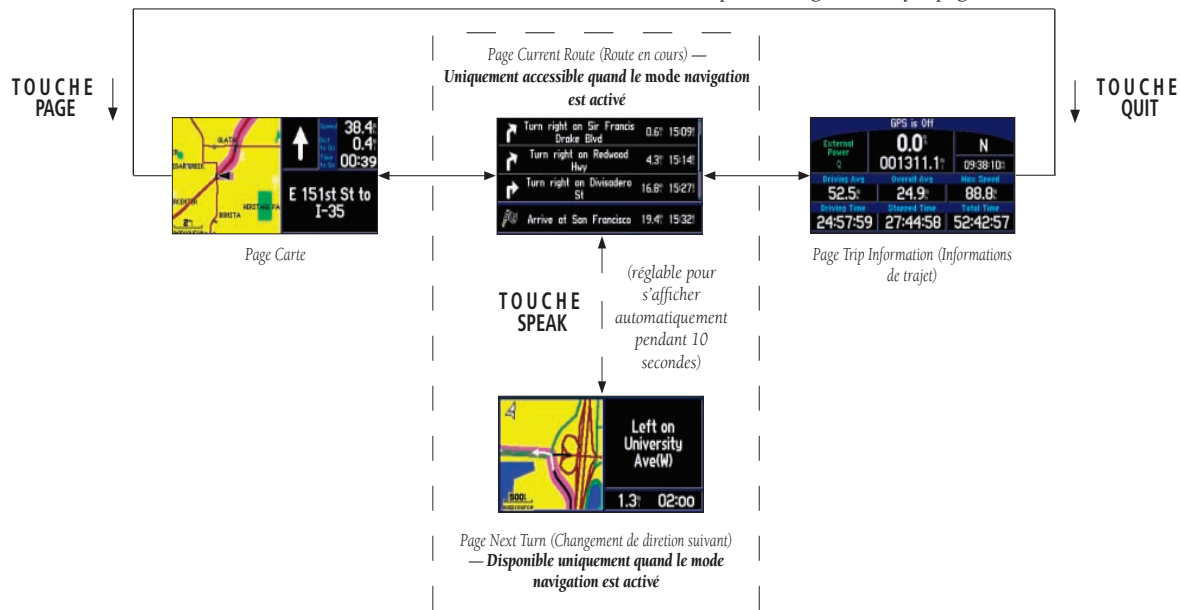 Page Current Route (Route en cours) —
Uniquement accessible quand le mode navigation
est activé
TOUCHE
PAGE
TOUCHE
QUIT
OLATHE
BONITA
2
Speed
38.4
0.4
00:39
E 151st St to
I-35
Page Carte
Turn right on Sir Francis
Drake Blvd
0.6 15:09
Turn right on Redwood
Hwy
4.3 15:14
Turn right on Divisadero
St
16.8 15:27
Arrive at San Francisco 19.4 15:32
GPS is Off
External
Power
0.0
001311.1
N
09:38:10
Driving Avg Overall Avg Max Speed
52.5 24.9 88.8
Driving Time Stopped Time Total Time
24:57:59 27:44:58 52:42:57
Page Trip Information (Informations
de trajet)
TOUCHE
SPEAK
(réglable pour
s'afficher
automatiquement
pendant 10
secondes)
500
Left on
University
Ave(W)
1.3 02:00
Page Next Turn (Changement de diretion suivant)
— Disponible uniquement quand le mode
navigation est activé